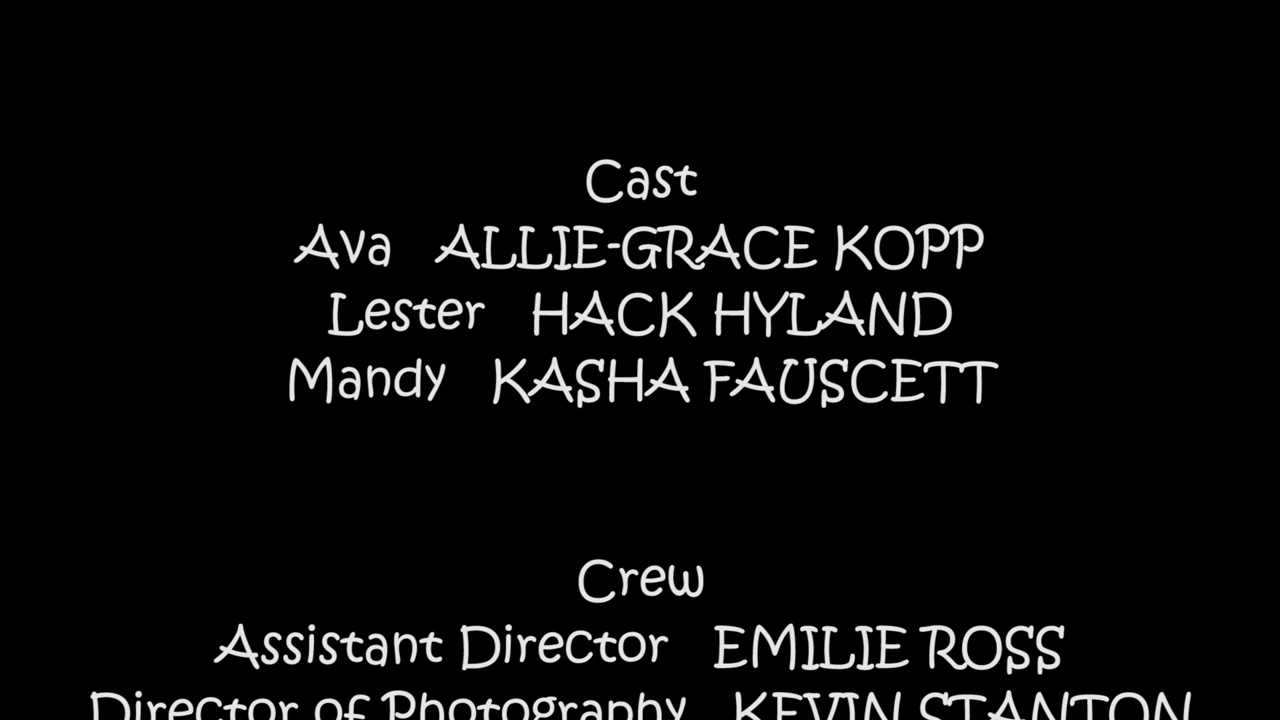 Cast
Ava ALLIE-GRACE KOPP
Lester HACK HYLAND
Mandy KASHA FAUSCETT
Crew
Assistant Director EMILIE ROSS
Director of Photography KEVIN STANTON